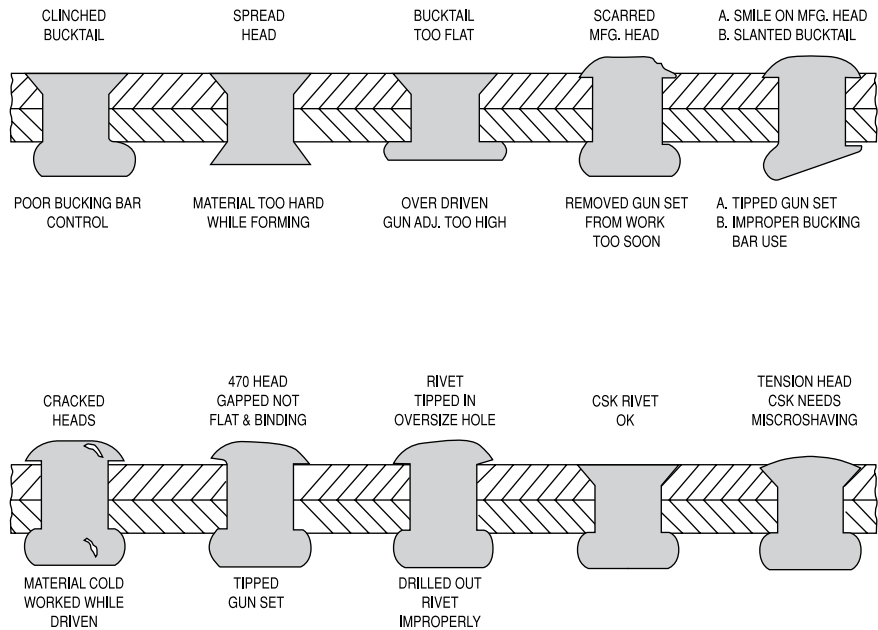 CLINCHED
BUCKTAIL
SPREAD
HEAD
BUCKTAIL
TOO FLAT
SCARRED
MFG. HEAD
A. SMILE ON MFG. HEAD
B. SLANTED BUCKTAIL
POOR BUCKING BAR
CONTROL
MATERIAL TOO HARD
WHILE FORMING
OVER DRIVEN
GUN ADJ. TOO HIGH
REMOVED GUN SET
FROM WORK
TOO SOON
A. TIPPED GUN SET
B. IMPROPER BUCKING
BAR USE
CRACKED
HEADS
470 HEAD
GAPPED NOT
FLAT & BINDING
RIVET
TIPPED IN
OVERSIZE HOLE
CSK RIVET
OK
TENSION HEAD
CSK NEEDS
MISCROSHAVING
MATERIAL COLD
WORKED WHILE
DRIVEN
TIPPED
GUN SET
DRILLED OUT
RIVET
IMPROPERLY